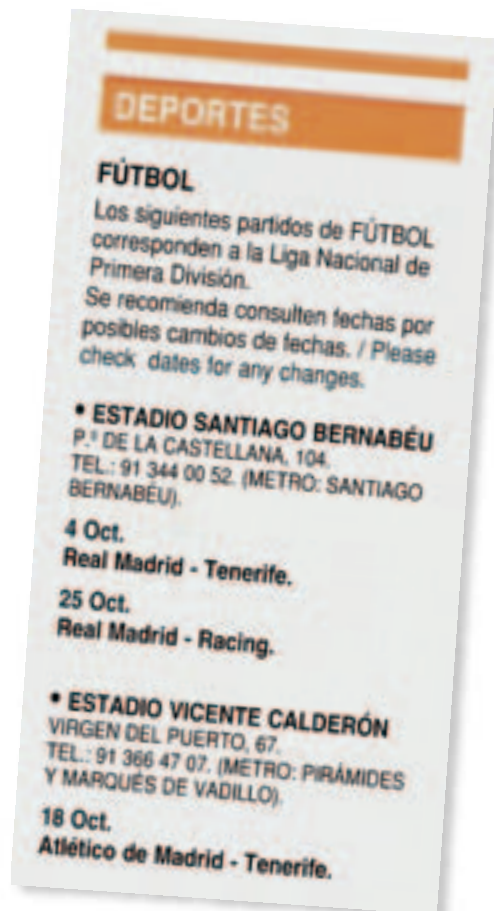 DEPORTES
FÚTBOL
Los siguientes partidos de FÚTBOL
corresponden a la Liga Nacional de
Primera División.
Se recomienda consulten fechas por
posibles cambios de fechas. / Please
check dates for any changes.
• ESTADIO SANTIAGO BERNABÉU
P.º DE LA CASTELLANA, 104.
TEL.: 91 344 00 52. (METRO: SANTIAGO
BERNABÉU).
4 Oct.
Real Madrid - Tenerife.
25 Oct.
Real Madrid - Racing.
• ESTADIO VICENTE CALDERÓN
VIRGEN DEL PUERTO, 67.
TEL.: 91 366 47 07. (METRO: PIRÁMIDES
Y MARQUÉS DE VADILLO).
18 Oct.
Atlético de Madrid - Tenerife.